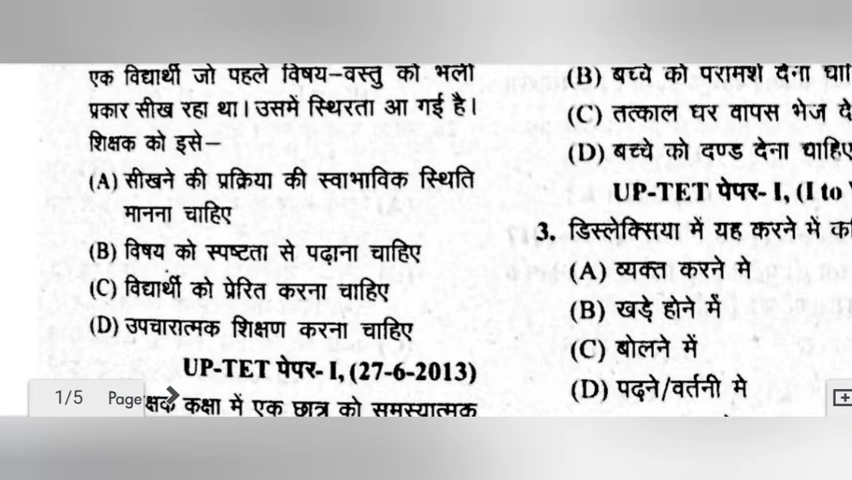 एक विद्यार्थी जो पहले विषय-वस्तु को भली
प्रकार सीख रहा था। उसमें स्थिरता आ गई है।
शिक्षक को इसे–
(A) सीखने की प्रक्रिया की स्वाभाविक स्थिति
मानना चाहिए
(B) विषय को स्पष्टता से पढ़ाना चाहिए
(C) विद्यार्थी को प्रेरित करना चाहिए
(D) उपचारात्मक शिक्षण करना चाहिए
UP-TET पेपर- I, (27-6-2013)
कक्षा में एक छात्र को समस्यात्मक
(B) बच्चे को परामर्श देना
(C) तत्काल घर वापस भेज
(D) बच्चे को दण्ड देना चाहिए
UP-TET पेपर- I, (I to
3. डिस्लेक्सिया में यह करने में
(A) व्यक्त करने मे
(B) खड़े होने में
(C) बोलने में
(D) पढ़ने/वर्तनी मे
1/5 Page